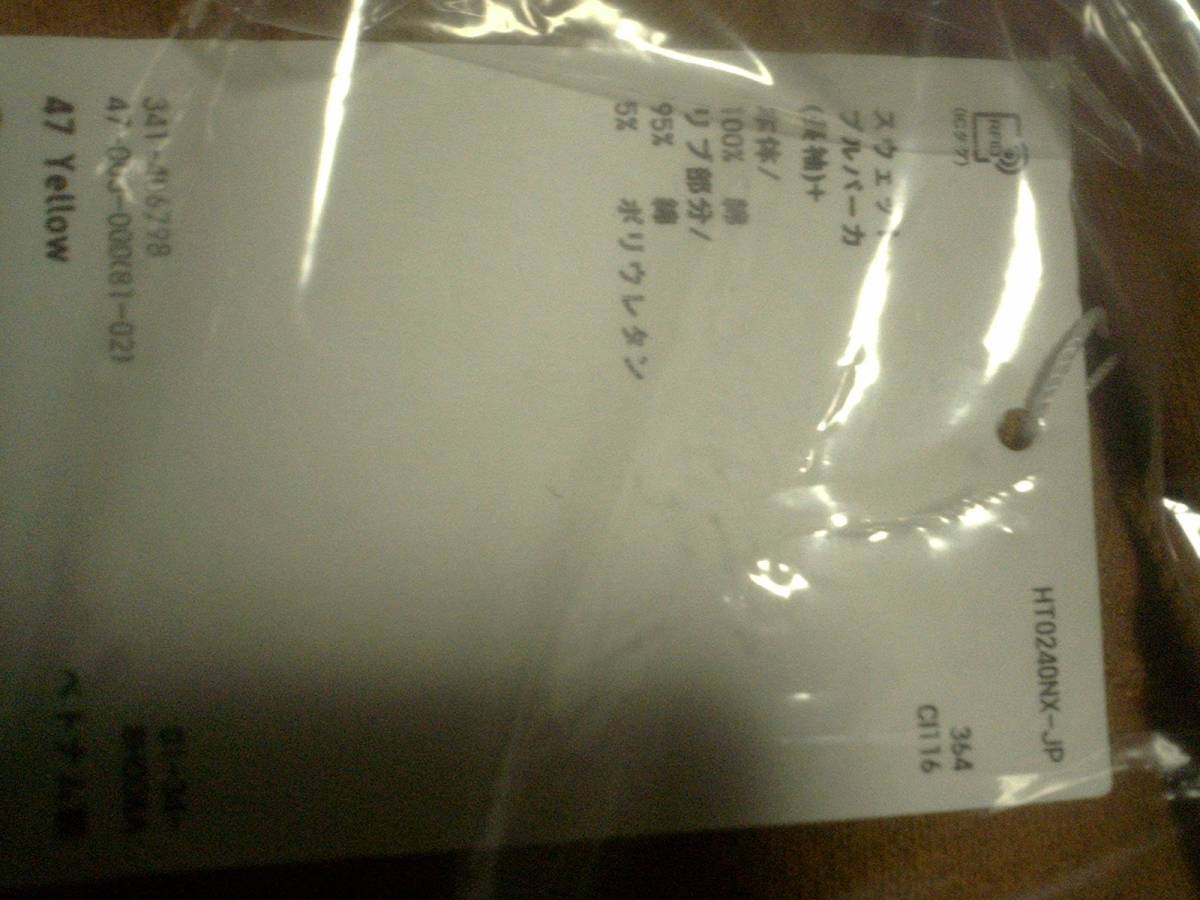 HT0240NX-JP
RFID
(ICタグ)
364
CI116
スウェット
プルパーカ
(長袖)+
本体/
100% 綿
リブ部分/
95% 綿
5% ポリウレタン
47 Yellow
ベトナム製